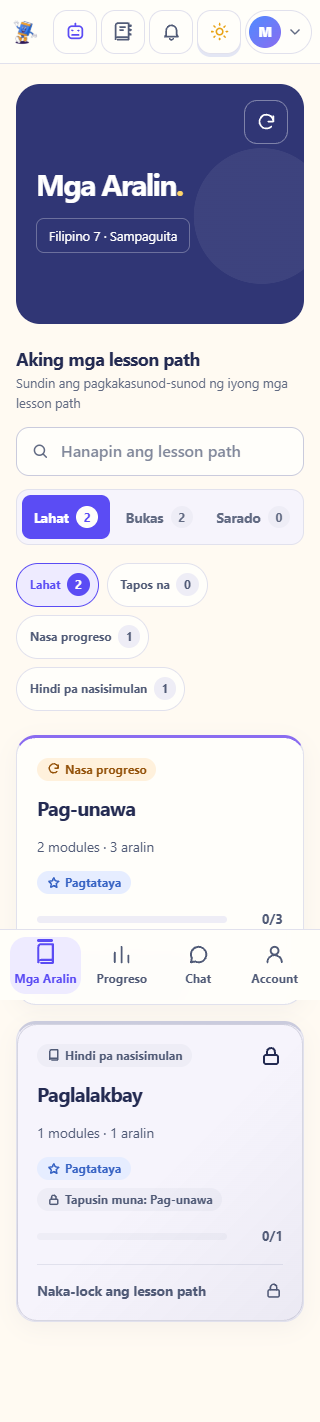 M
Mga Aralin.
Filipino 7 · Sampaguita
Aking mga lesson path
Sundin ang pagkakasunod-sunod ng iyong mga
lesson path
Hanapin ang lesson path
Lahat 2 Bukas 2 Sarado 0
Lahat 2 Tapos na 0
Nasa progreso 1
Hindi pa nasisimulan 1
Nasa progreso
Pag-unawa
2 modules · 3 aralin
Pagtataya
0/3
Mga Aralin Progreso Chat Account
Hindi pa nasisimulan
Paglalakbay
1 modules · 1 aralin
Pagtataya
Tapusin muna: Pag-unawa
0/1
Naka-lock ang lesson path